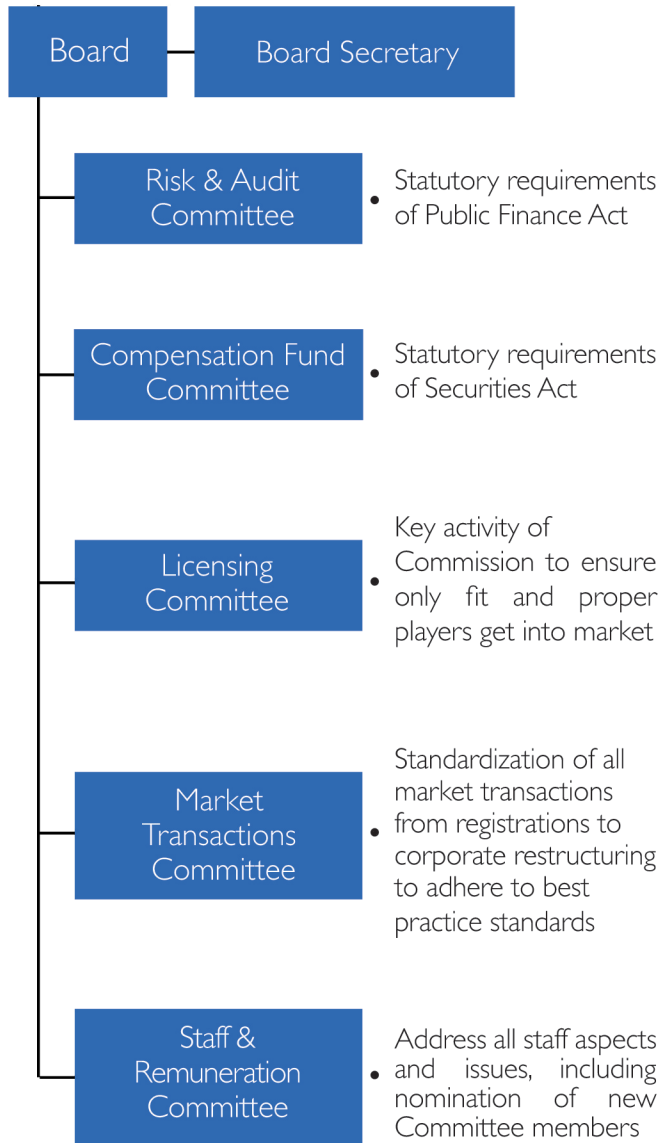 Board
Board Secretary
Risk & Audit
Committee
• Statutory requirements
of Public Finance Act
Compensation Fund
Committee
• Statutory requirements
of Securities Act
Licensing
Committee
• Key activity of
Commission to ensure
only fit and proper
players get into market
Market
Transactions
Committee
• Standardization of all
market transactions
from registrations to
corporate restructuring
to adhere to best
practice standards
Staff &
Remuneration
Committee
• Address all staff aspects
and issues, including
nomination of new
Committee members